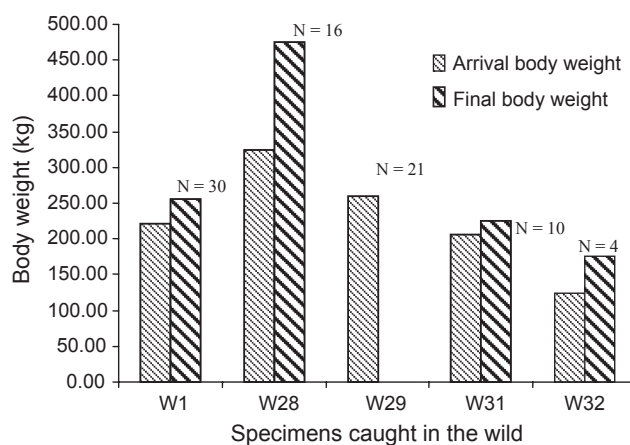 500.00
450.00
400.00
350.00
300.00
250.00
200.00
150.00
100.00
50.00
0.00
Body weight (kg)
N = 30
N = 16
N = 21
N = 10
N = 4
Arrival body weight
Final body weight
W1 W28 W29 W31 W32
Specimens caught in the wild